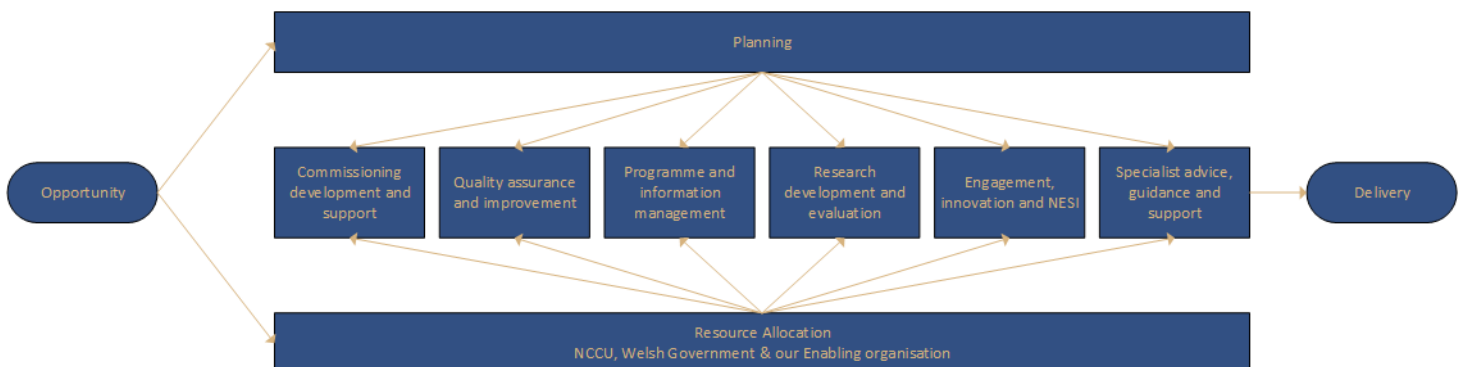 Planning
Opportunity
Commissioning
development and
support
Quality assurance
and improvement
Programme and
information
management
Research
development and
evaluation
Engagement,
innovation and NESI
Specialist advice,
guidance and
support
Delivery
Resource Allocation
NCCU, Welsh Government & our Enabling organisation